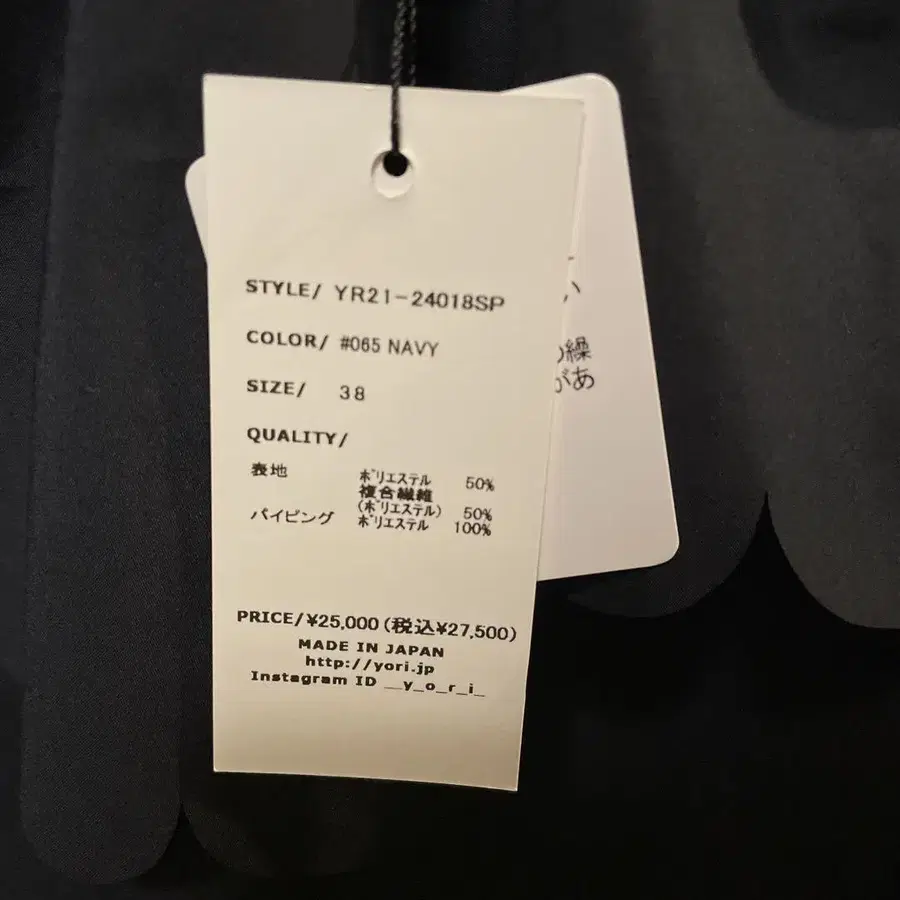 STYLE/ YR21-24018SP
COLOR/ #065 NAVY
SIZE/ 38
QUALITY/
表地 ポリエステル 50%
複合繊維
(ポリエステル) 50%
パイピング ポリエステル 100%
PRICE/¥25,000(税込¥27,500)
MADE IN JAPAN
http://yori.jp
Instagram ID __y_o_r_i_
い
繰
があ